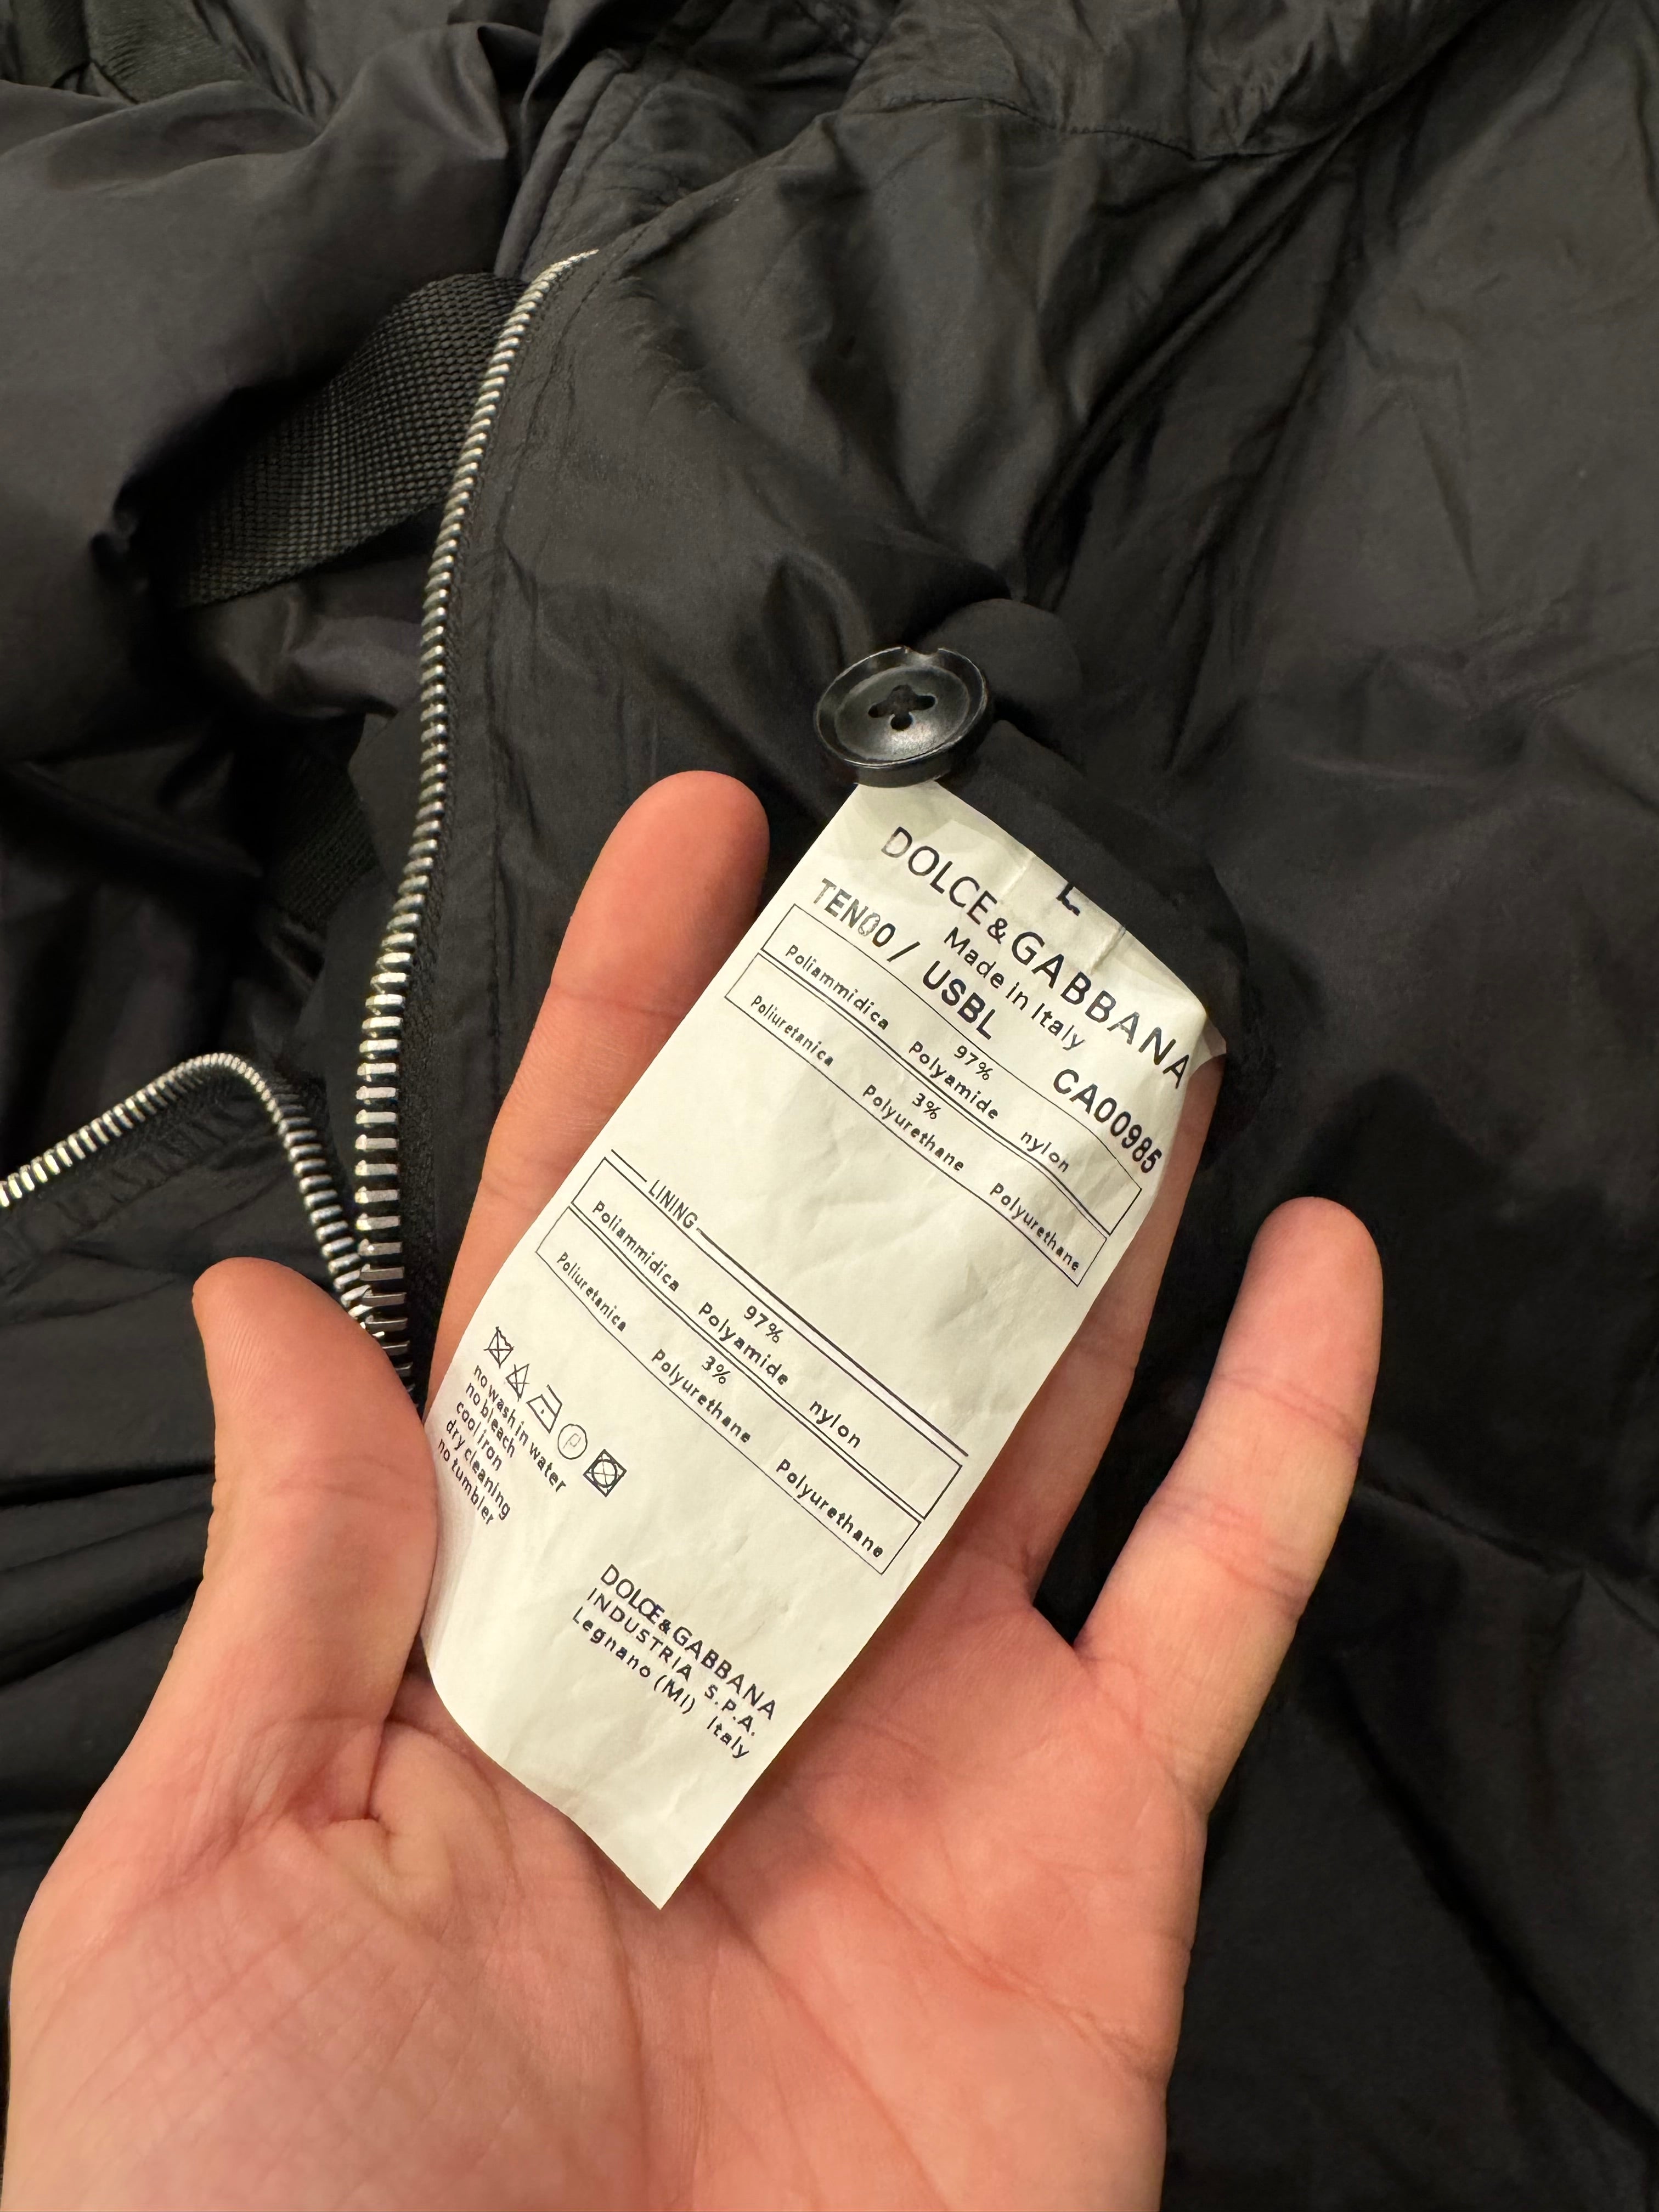 L
DOLCE&GABBANA
Made in Italy
TEN00 / USBL CA00985
97%
Poliammidica Polyamide nylon
3%
Poliuretanica Polyurethane Polyurethane
LINING
97%
Poliammidica Polyamide nylon
3%
Poliuretanica Polyurethane Polyurethane
P
no wash in water
no bleach
cool iron
dry cleaning
no tumbler
DOLCE&GABBANA
INDUSTRIA S.P.A.
Legnano (MI) Italy